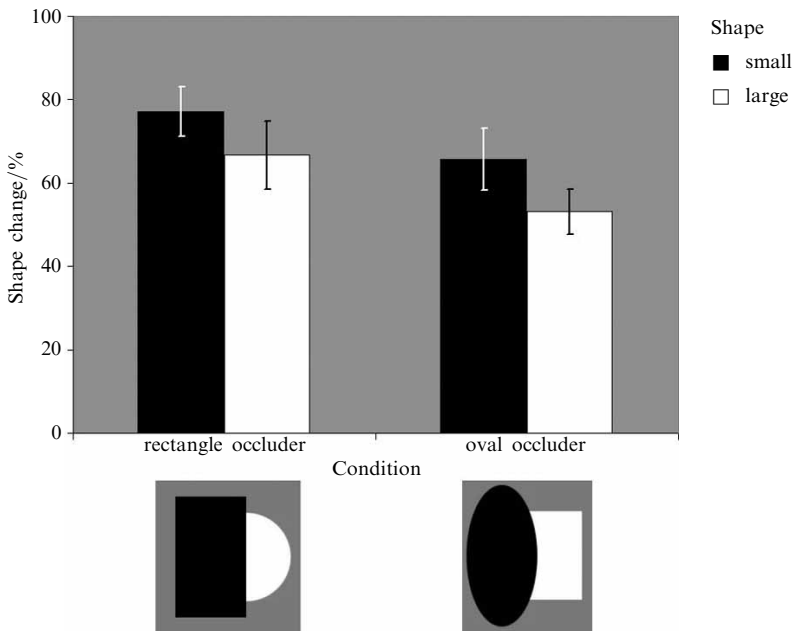 100
80
60
40
20
0
Shape change/%
rectangle occluder
oval occluder
Condition
Shape
small
large